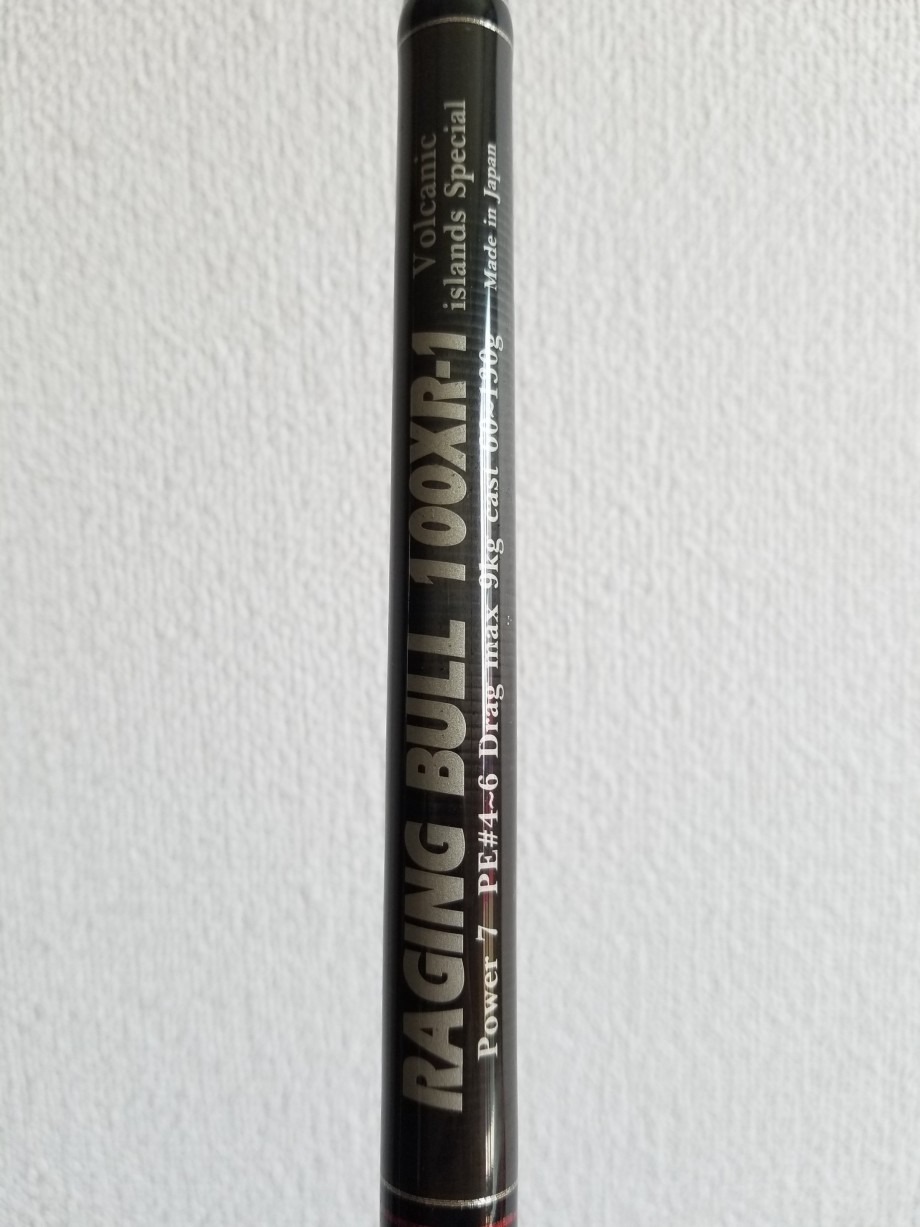 RAGING BULL 100XR-1
Volcanic
islands Special
Power 7 PE#4~6 Drag max 9kg cast 60~130g Made in Japan